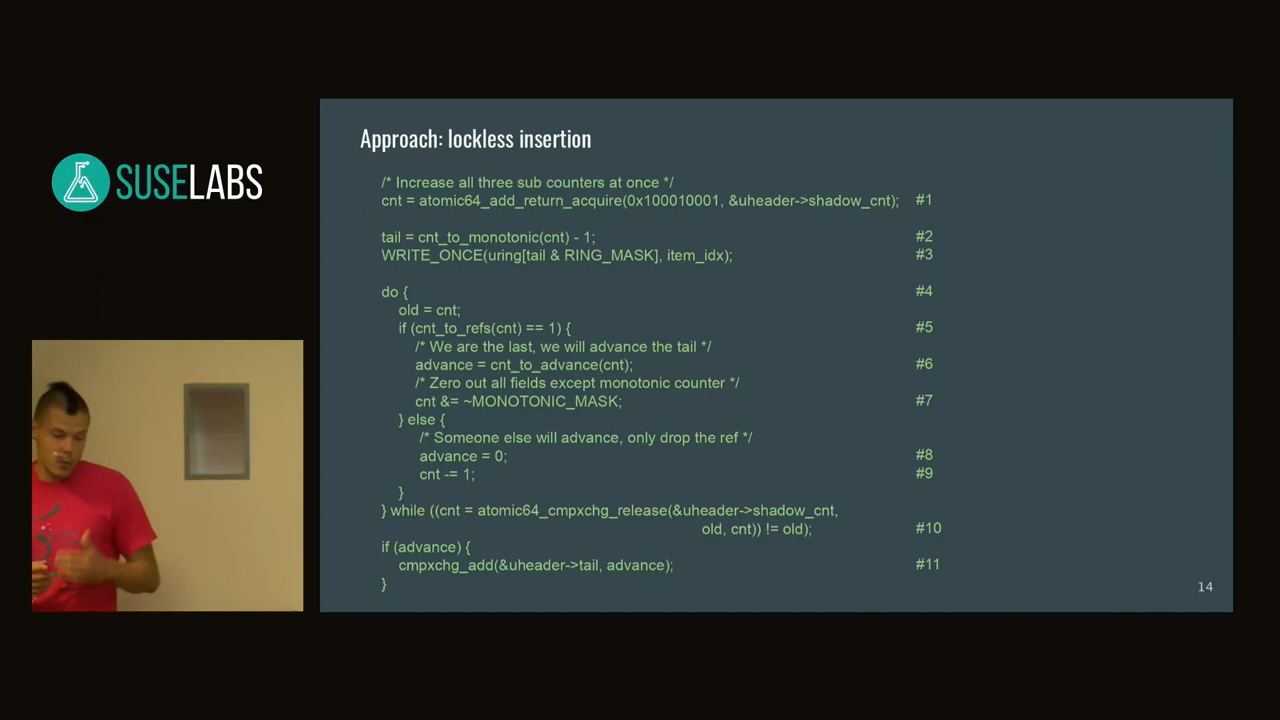 SUSELABS
Approach: lockless insertion
/* Increase all three sub counters at once */
cnt = atomic64_add_return_acquire(0x100010001, &uheader->shadow_cnt); #1
tail = cnt_to_monotonic(cnt) - 1; #2
WRITE_ONCE(uring[tail & RING_MASK], item_idx); #3
do { #4
old = cnt;
if (cnt_to_refs(cnt) == 1) { #5
/* We are the last, we will advance the tail */
advance = cnt_to_advance(cnt); #6
/* Zero out all fields except monotonic counter */
cnt &= ~MONOTONIC_MASK; #7
} else {
/* Someone else will advance, only drop the ref */
advance = 0; #8
cnt -= 1; #9
}
} while ((cnt = atomic64_cmpxchg_release(&uheader->shadow_cnt,
old, cnt)) != old); #10
if (advance) {
cmpxchg_add(&uheader->tail, advance); #11
}
14